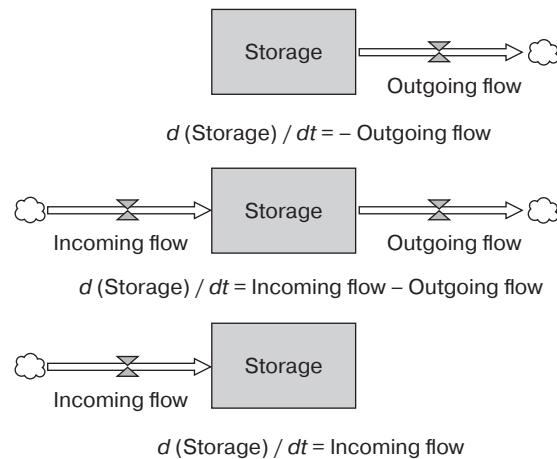 Storage
Outgoing flow
d (Storage) / dt = – Outgoing flow
Storage
Incoming flow
Outgoing flow
d (Storage) / dt = Incoming flow – Outgoing flow
Storage
Incoming flow
d (Storage) / dt = Incoming flow